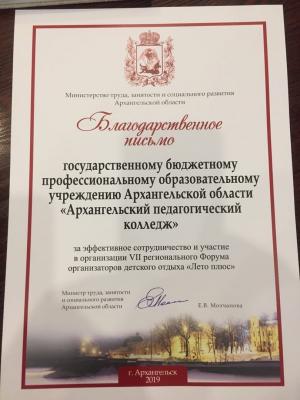 Министерство труда, занятости и социального развития
Архангельской области
Благодарственное
письмо
государственному бюджетному
профессиональному образовательному
учреждению Архангельской области
«Архангельский педагогический
колледж»
за эффективное сотрудничество и участие
в организации VII регионального Форума
организаторов детского отдыха «Лето плюс»
Министр труда, занятости
и социального развития
Архангельской области
Е.В. Молчанова
г. Архангельск
2019